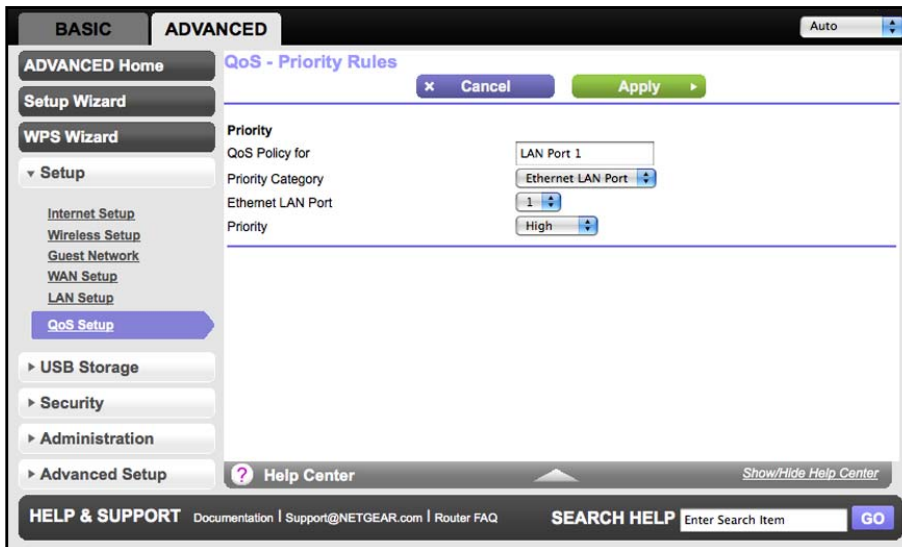 BASIC
ADVANCED
Auto
ADVANCED Home
Setup Wizard
WPS Wizard
Setup
Internet Setup
Wireless Setup
Guest Network
WAN Setup
LAN Setup
QoS Setup
USB Storage
Security
Administration
Advanced Setup
QoS - Priority Rules
Cancel
Apply
Priority
QoS Policy for LAN Port 1
Priority Category Ethernet LAN Port
Ethernet LAN Port 1
Priority High
? Help Center Show/Hide Help Center
HELP & SUPPORT Documentation | Support@NETGEAR.com | Router FAQ SEARCH HELP Enter Search Item GO